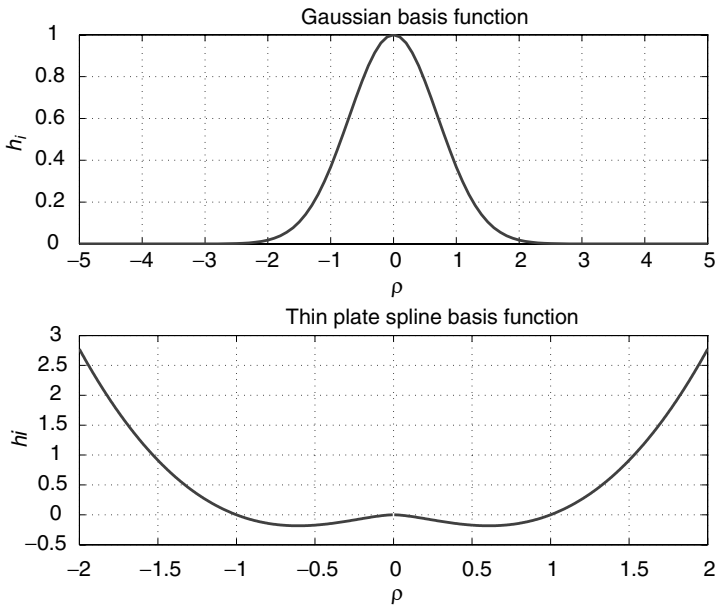 Gaussian basis function
1
0.8
0.6
0.4
0.2
0
h_i
−5 −4 −3 −2 −1 0 1 2 3 4 5
ρ
Thin plate spline basis function
3
2.5
2
1.5
1
0.5
0
−0.5
hi
−2 −1.5 −1 −0.5 0 0.5 1 1.5 2
ρ